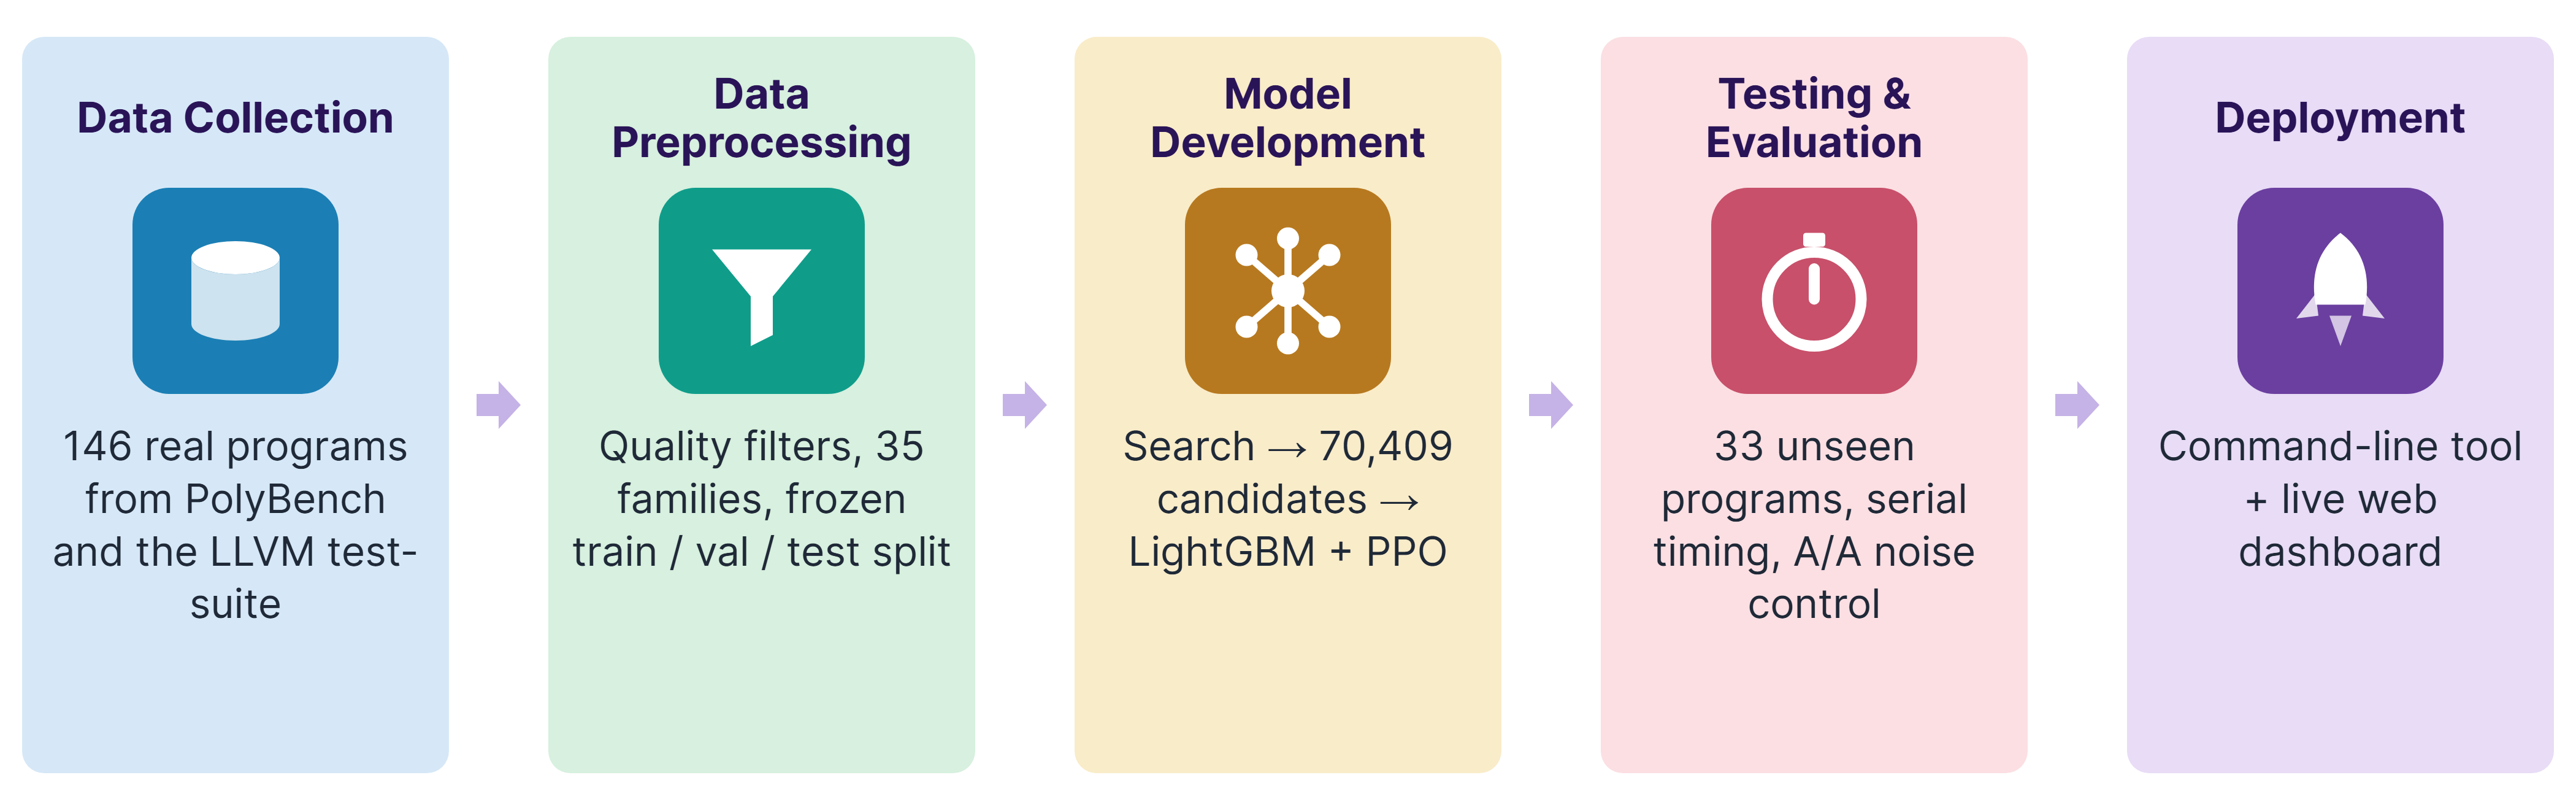 Data Collection
146 real programs
from PolyBench
and the LLVM test-
suite
Data
Preprocessing
Quality filters, 35
families, frozen
train / val / test split
Model
Development
Search → 70,409
candidates →
LightGBM + PPO
Testing &
Evaluation
33 unseen
programs, serial
timing, A/A noise
control
Deployment
Command-line tool
+ live web
dashboard